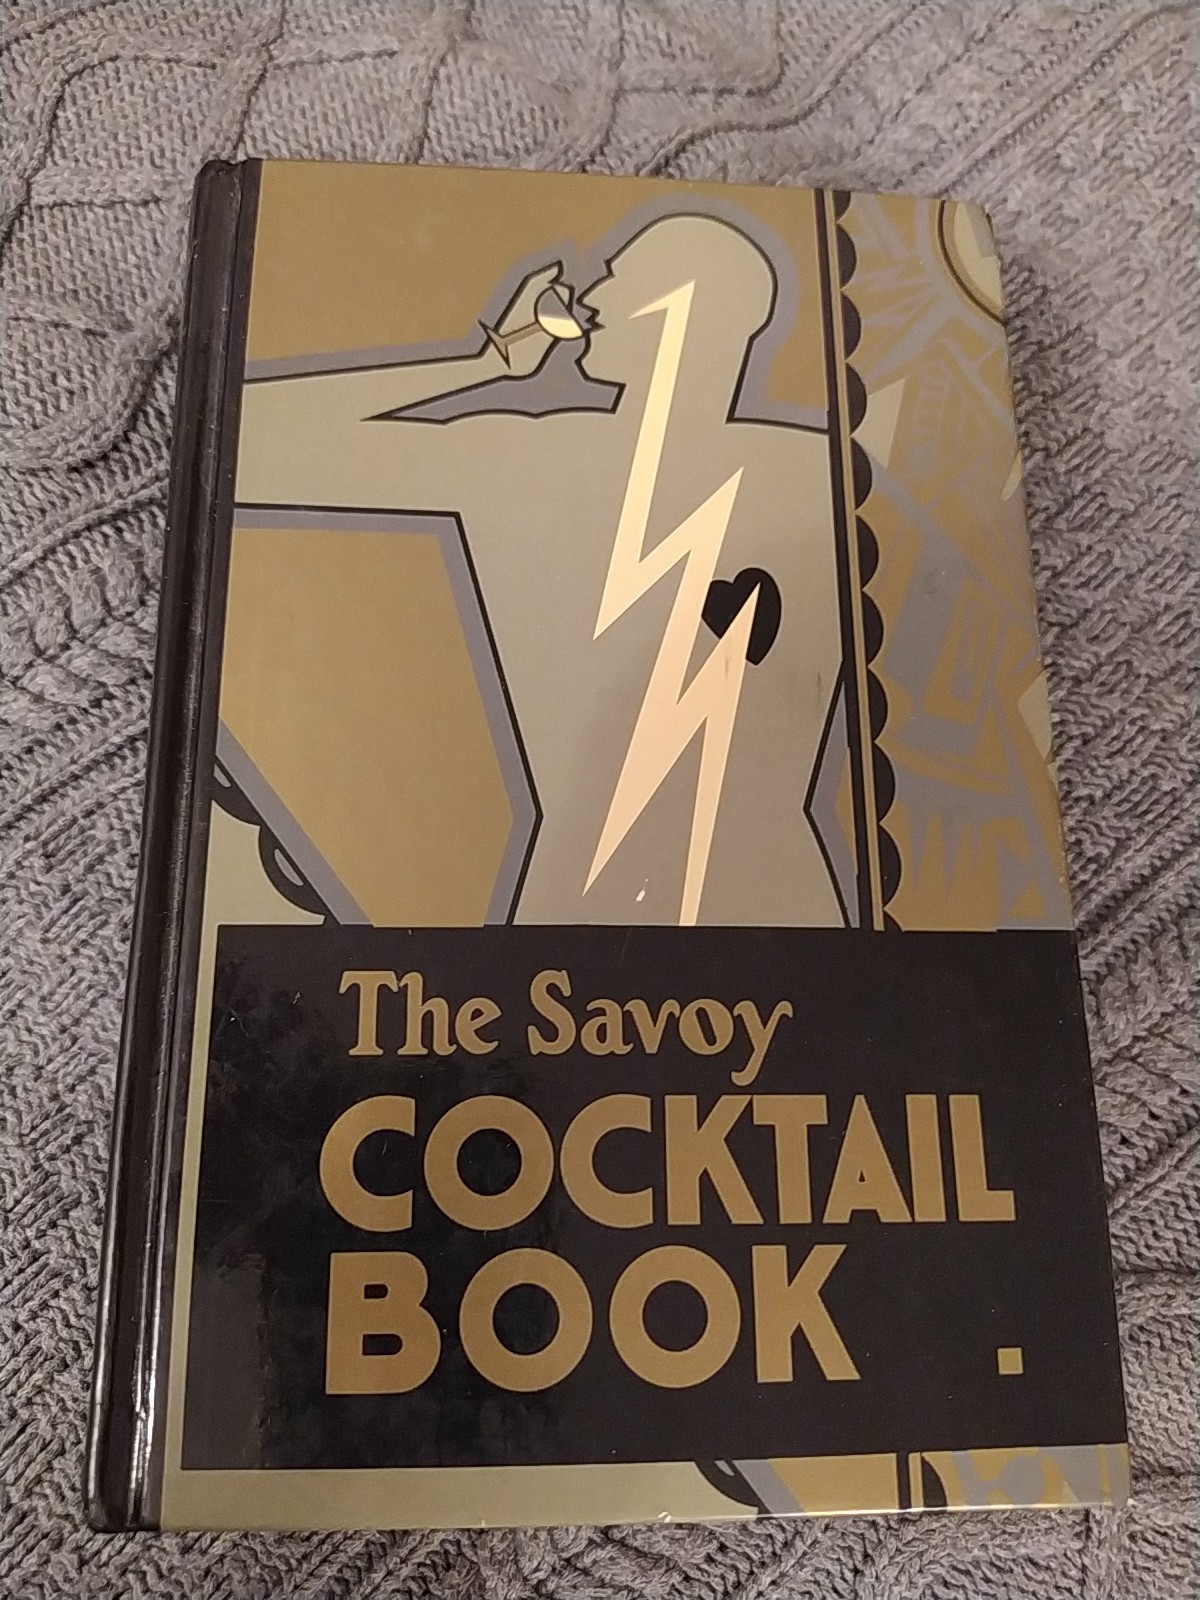 The Savoy
COCKTAIL
BOOK .